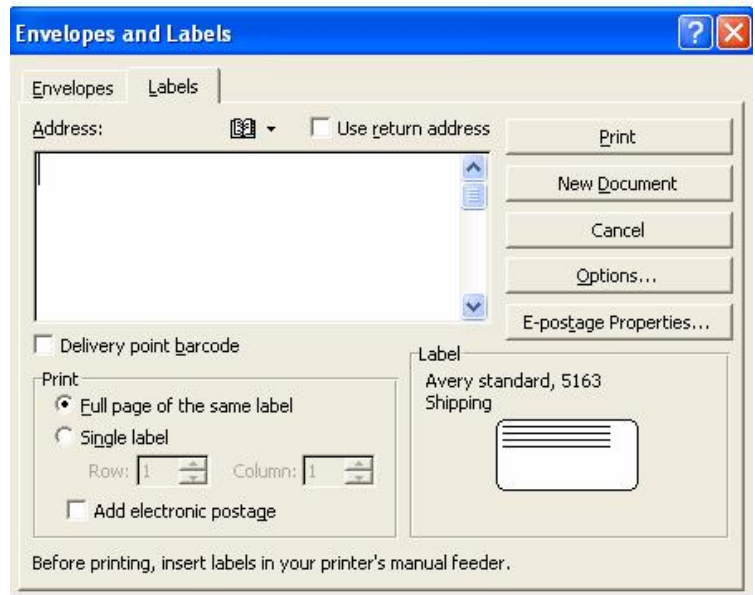 Envelopes and Labels
Envelopes Labels
Address: Use return address
Print
New Document
Cancel
Options...
E-postage Properties...
Delivery point barcode
Print
Full page of the same label
Single label
Row: 1 Column: 1
Add electronic postage
Label
Avery standard, 5163
Shipping
Before printing, insert labels in your printer's manual feeder.